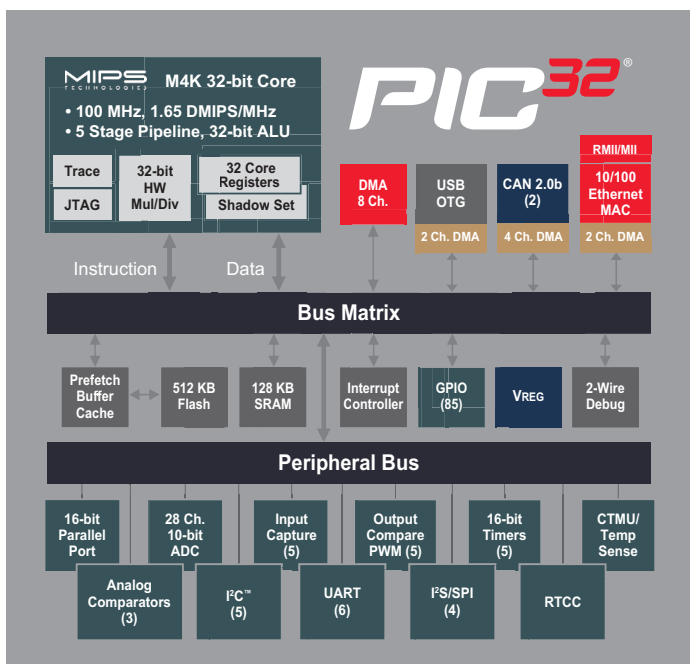 MIPS
TECHNOLOGIES
M4K 32-bit Core
• 100 MHz, 1.65 DMIPS/MHz
• 5 Stage Pipeline, 32-bit ALU
Trace
JTAG
32-bit
HW
Mul/Div
32 Core
Registers
Shadow Set
PIC32®
DMA
8 Ch.
USB
OTG
2 Ch. DMA
CAN 2.0b
(2)
4 Ch. DMA
RMII/MII
10/100
Ethernet
MAC
2 Ch. DMA
Instruction
Data
Bus Matrix
Prefetch
Buffer
Cache
512 KB
Flash
128 KB
SRAM
Interrupt
Controller
GPIO
(85)
VREG
2-Wire
Debug
Peripheral Bus
16-bit
Parallel
Port
28 Ch.
10-bit
ADC
Input
Capture
(5)
Output
Compare
PWM (5)
16-bit
Timers
(5)
CTMU/
Temp
Sense
Analog
Comparators
(3)
I²C™
(5)
UART
(6)
I²S/SPI
(4)
RTCC